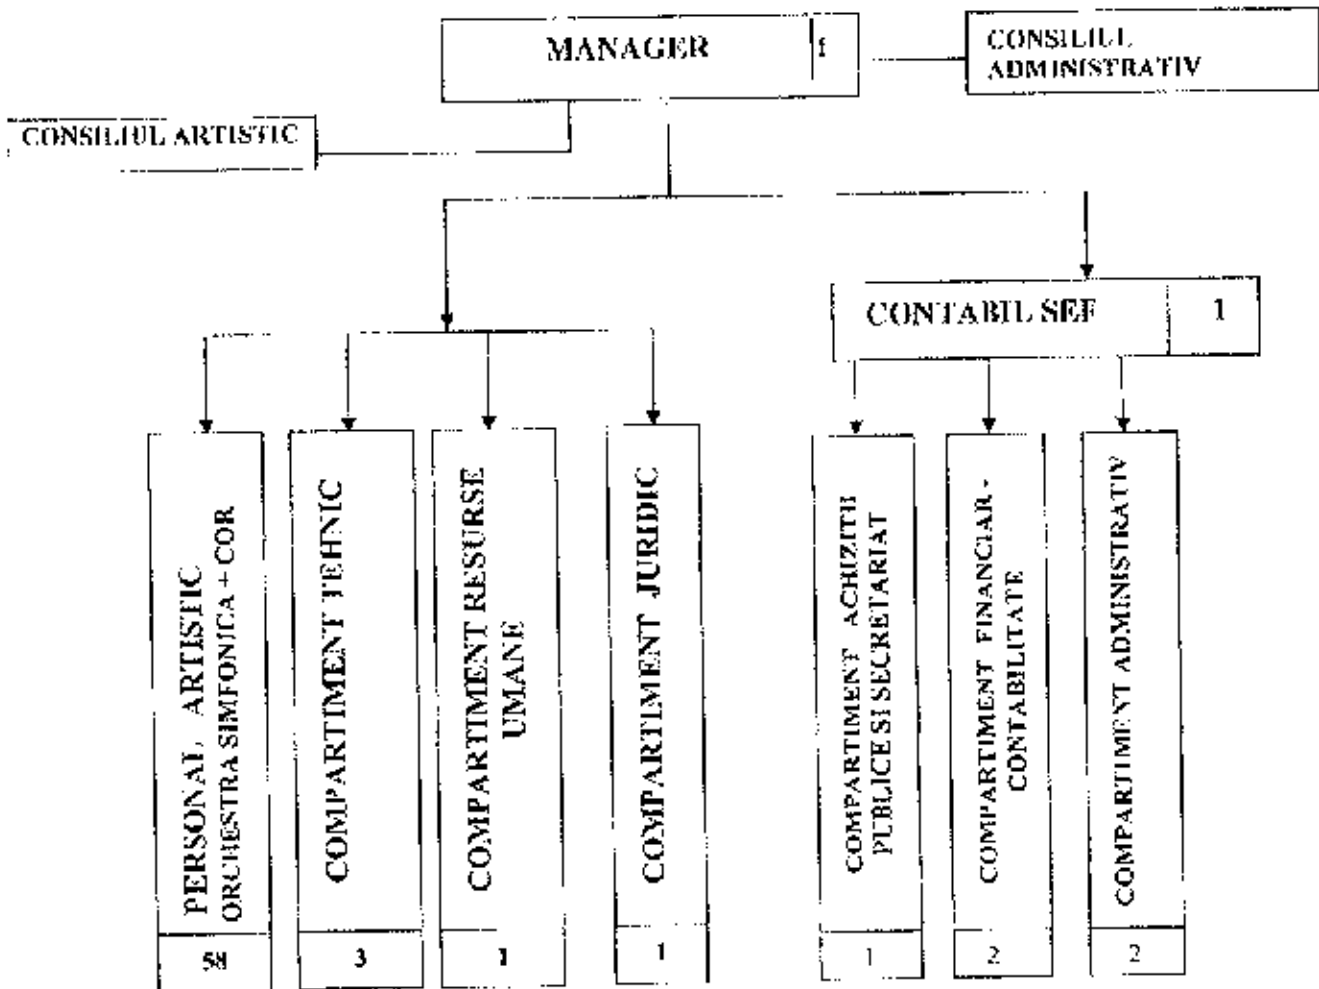 MANAGER 1
CONSILIUL
ADMINISTRATIV
CONSILIUL ARTISTIC
CONTABIL SEF 1
PERSONAL ARTISTIC
ORCHESTRA SIMFONICA + COR
58
COMPARTIMENT TEHNIC
3
COMPARTIMENT RESURSE
UMANE
1
COMPARTIMENT JURIDIC
1
COMPARTIMENT ACHIZITII
PUBLICE SI SECRETARIAT
1
COMPARTIMENT FINANCIAR -
CONTABILITATE
2
COMPARTIMENT ADMINISTRATIV
2